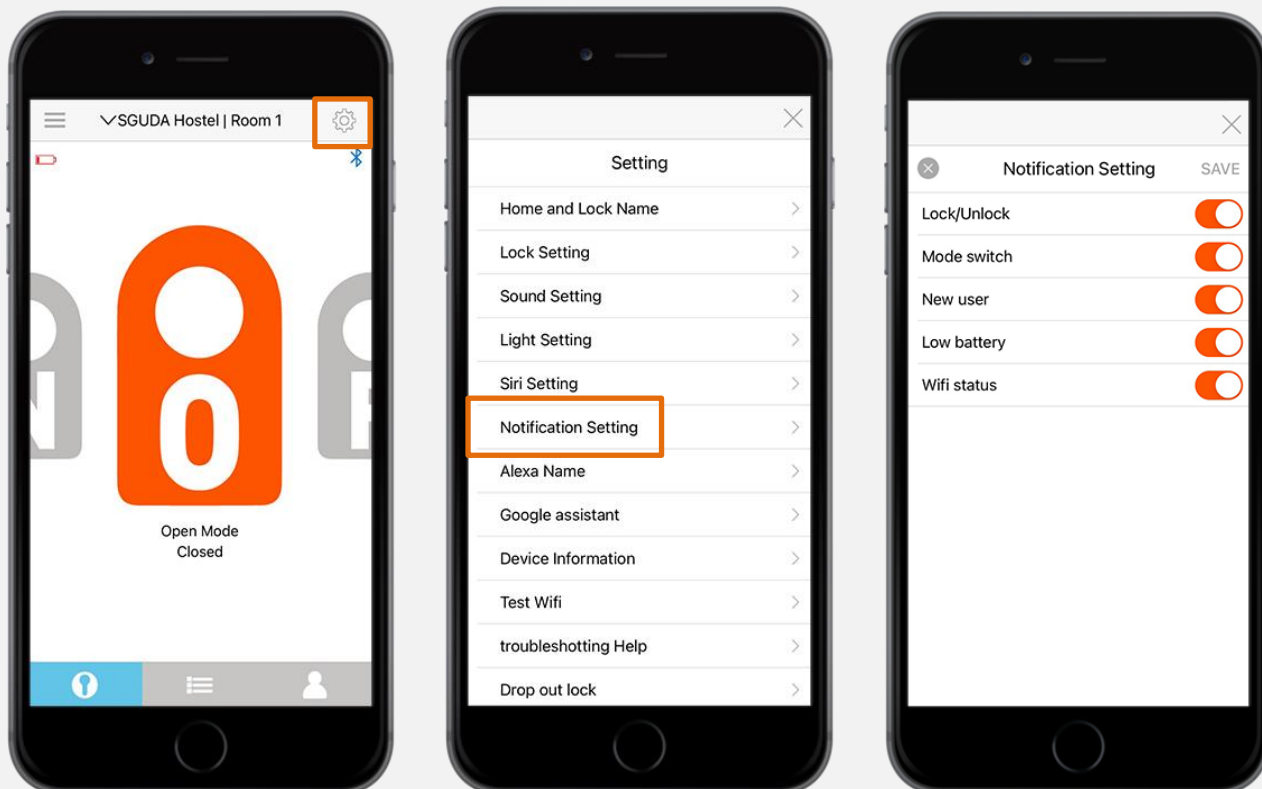 SGUDA Hostel | Room 1
N
O
Open Mode
Closed
Setting
Home and Lock Name
Lock Setting
Sound Setting
Light Setting
Siri Setting
Notification Setting
Alexa Name
Google assistant
Device Information
Test Wifi
troubleshotting Help
Drop out lock
Notification Setting SAVE
Lock/Unlock
Mode switch
New user
Low battery
Wifi status